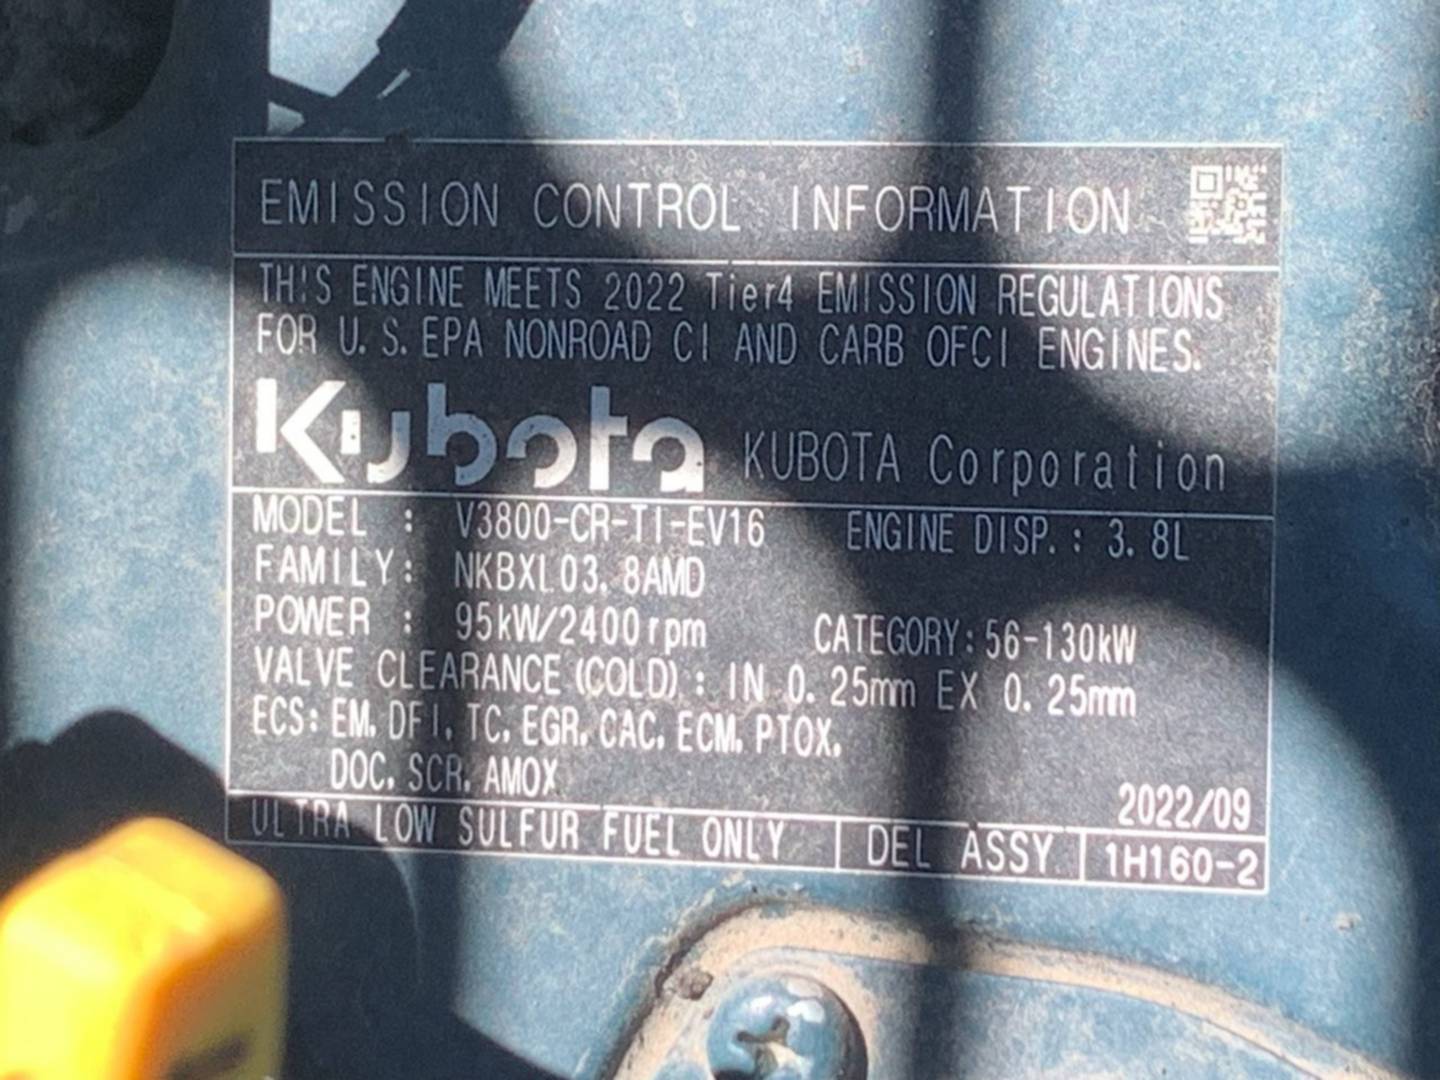 EMISSION CONTROL INFORMATION
THIS ENGINE MEETS 2022 Tier4 EMISSION REGULATIONS
FOR U.S.EPA NONROAD CI AND CARB OFCI ENGINES.
Kubota KUBOTA Corporation
MODEL : V3800-CR-TI-EV16 ENGINE DISP.: 3.8L
FAMILY: NKBXL03.8AMD
POWER : 95kW/2400rpm CATEGORY:56-130kW
VALVE CLEARANCE(COLD): IN 0.25mm EX 0.25mm
ECS: EM, DFI, TC, EGR, CAC, ECM, PTOX,
DOC, SCR, AMOX
2022/09
ULTRA LOW SULFUR FUEL ONLY DEL ASSY 1H160-2